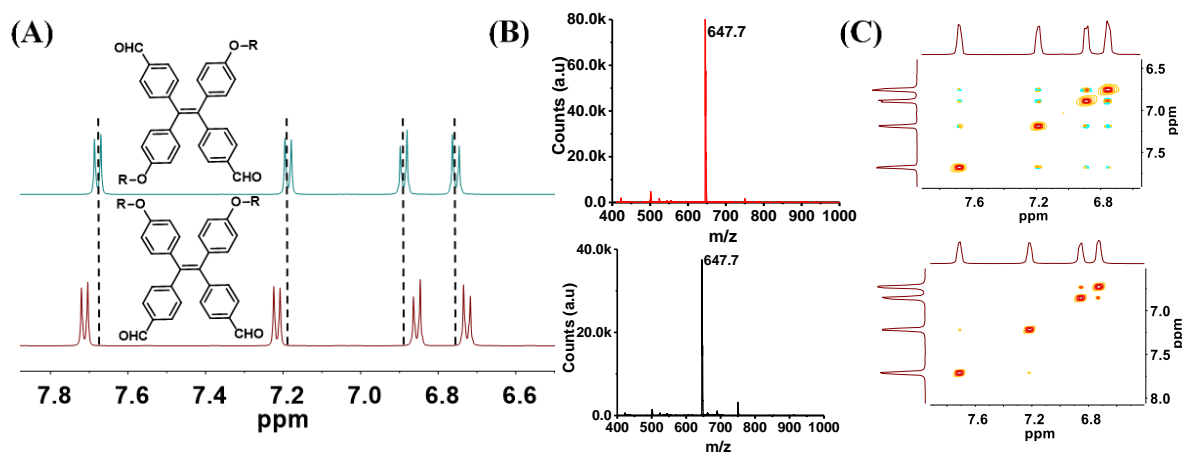 (A)
OHC
O-R
R-O
CHO
R-O
O-R
OHC
CHO
7.8 7.6 7.4 7.2 7.0 6.8 6.6
ppm
(B)
80.0k
60.0k
40.0k
20.0k
0.0
Counts (a.u)
647.7
400 500 600 700 800 900 1000
m/z
40.0k
20.0k
0.0
Counts (a.u)
647.7
400 500 600 700 800 900 1000
m/z
(C)
6.5
7.0
7.5
ppm
7.6 7.2 6.8
ppm
7.0
7.5
8.0
ppm
7.6 7.2 6.8
ppm